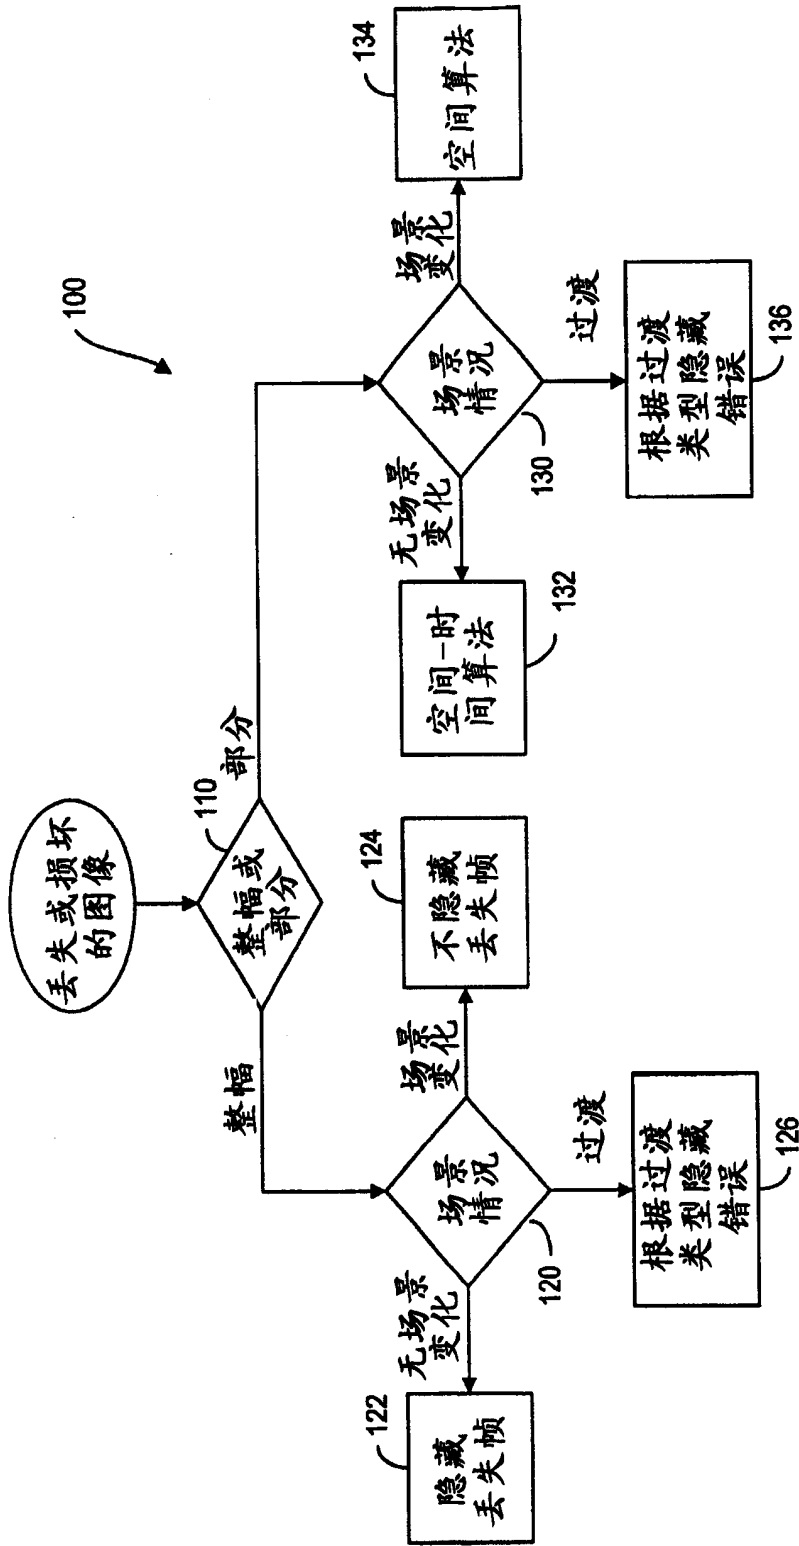 100
丢失或损坏
的图像
110
整幅或
部分
整幅
部分
120
场景
情况
无场景
变化
122
隐藏
丢失帧
场景
变化
124
不隐藏
丢失帧
过渡
126
根据过渡
类型隐藏
错误
130
场景
情况
无场景
变化
132
空间-时
间算法
场景
变化
134
空间算法
过渡
136
根据过渡
类型隐藏
错误